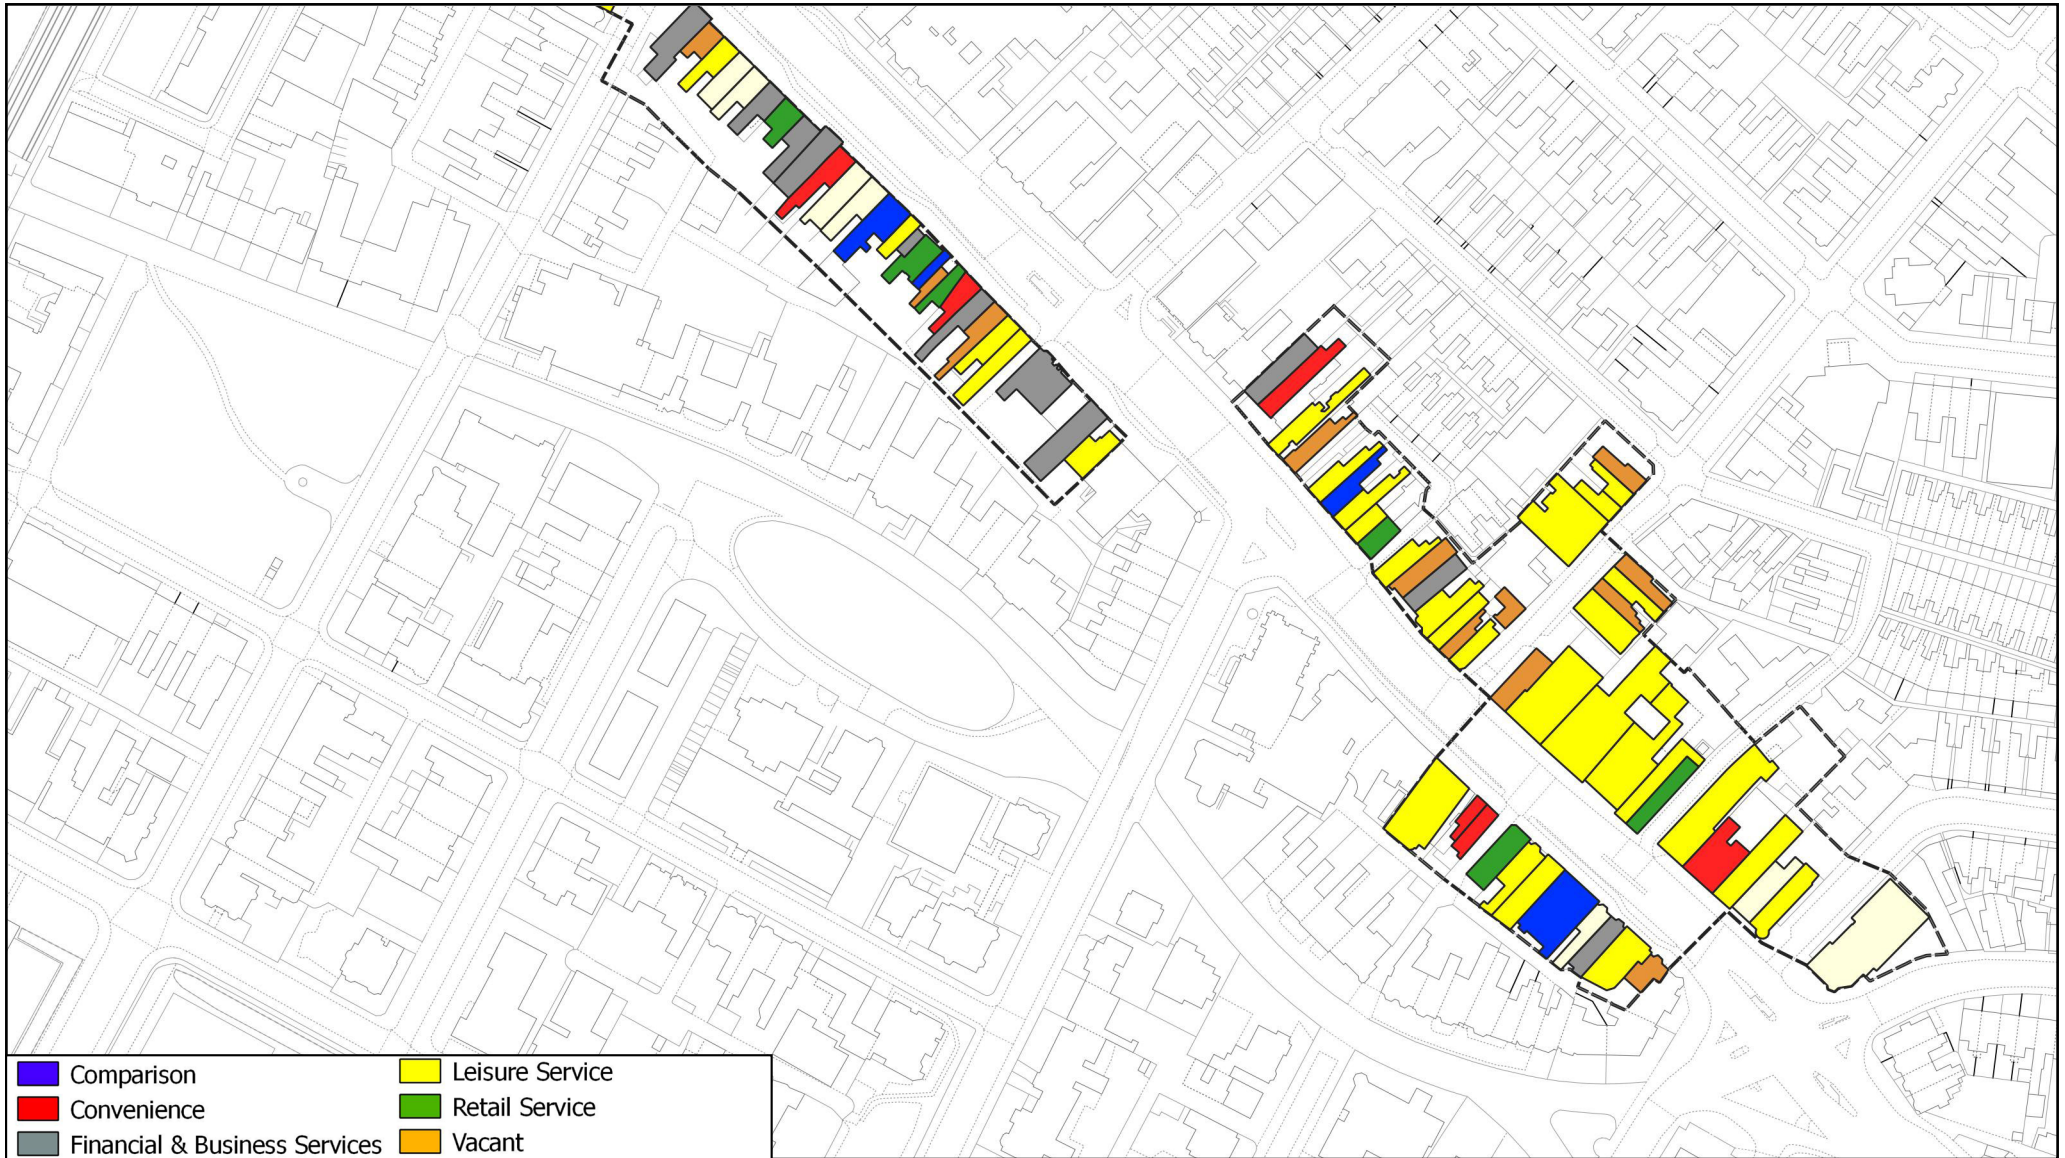 Comparison
Convenience
Financial & Business Services
Leisure Service
Retail Service
Vacant